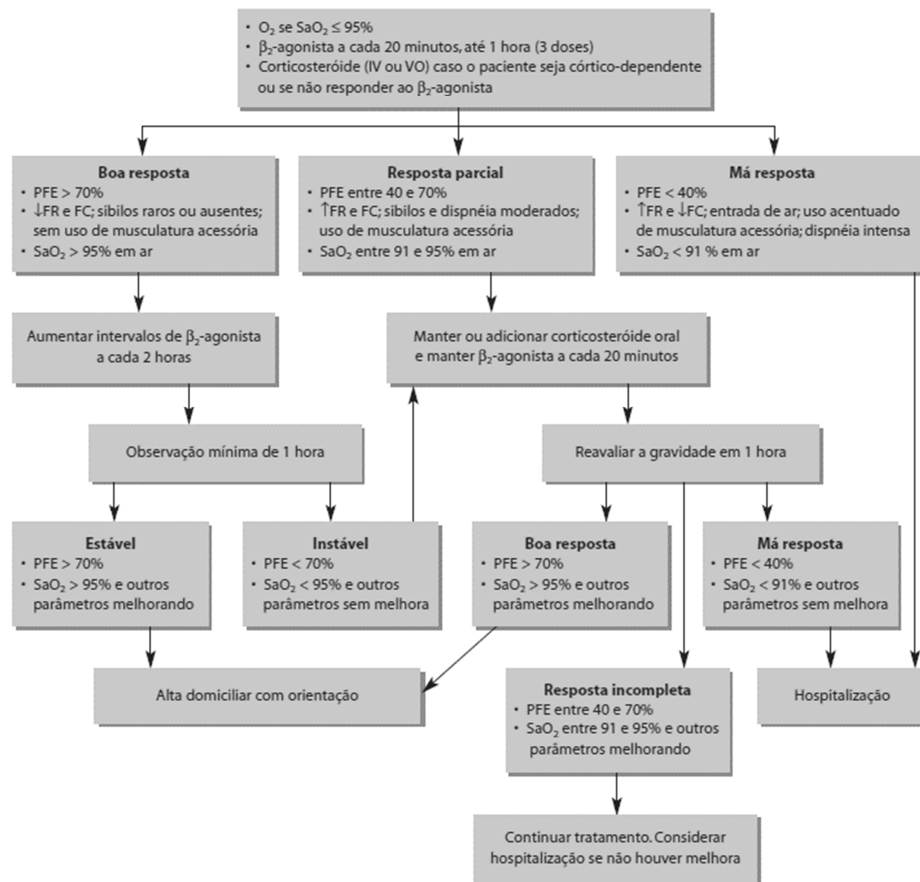 • O₂ se SaO₂ ≤ 95%
• β₂-agonista a cada 20 minutos, até 1 hora (3 doses)
• Corticosteróide (IV ou VO) caso o paciente seja córtico-dependente
ou se não responder ao β₂-agonista
Boa resposta
• PFE > 70%
• ↓FR e FC; sibilos raros ou ausentes;
sem uso de musculatura acessória
• SaO₂ > 95% em ar
Resposta parcial
• PFE entre 40 e 70%
• ↑FR e FC; sibilos e dispnéia moderados;
uso de musculatura acessória
• SaO₂ entre 91 e 95% em ar
Má resposta
• PFE < 40%
• ↑FR e ↓FC; entrada de ar; uso acentuado
de musculatura acessória; dispnéia intensa
• SaO₂ < 91 % em ar
Aumentar intervalos de β₂-agonista
a cada 2 horas
Manter ou adicionar corticosteróide oral
e manter β₂-agonista a cada 20 minutos
Observação mínima de 1 hora
Reavaliar a gravidade em 1 hora
Estável
• PFE > 70%
• SaO₂ > 95% e outros
parâmetros melhorando
Instável
• PFE < 70%
• SaO₂ < 95% e outros
parâmetros sem melhora
Boa resposta
• PFE > 70%
• SaO₂ > 95% e outros
parâmetros melhorando
Má resposta
• PFE < 40%
• SaO₂ < 91% e outros
parâmetros sem melhora
Alta domiciliar com orientação
Resposta incompleta
• PFE entre 40 e 70%
• SaO₂ entre 91 e 95% e outros
parâmetros melhorando
Hospitalização
Continuar tratamento. Considerar
hospitalização se não houver melhora